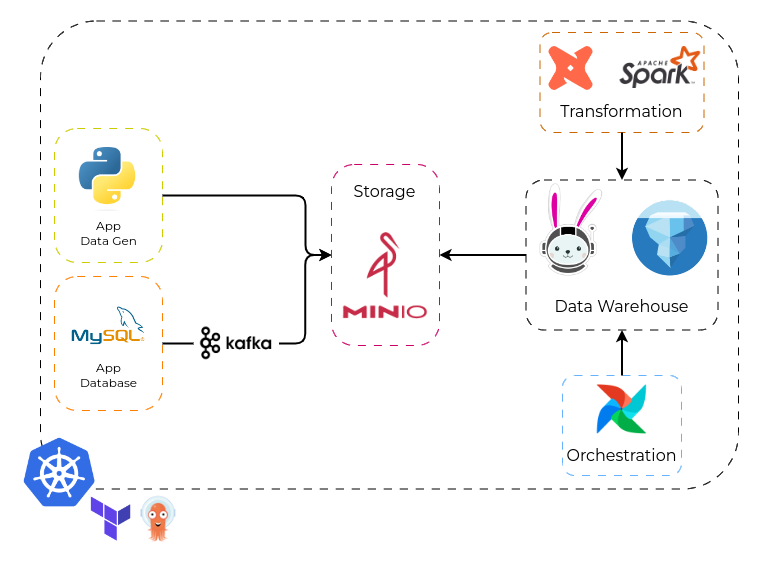 APACHE
Spark
Transformation
App
Data Gen
Storage
MINIO
Data Warehouse
MySQL
kafka
App
Database
Orchestration